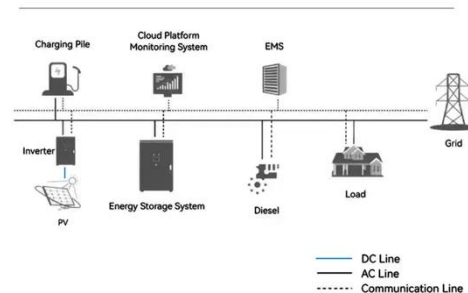 Charging Pile
Cloud Platform
Monitoring System
EMS
Grid
Inverter
PV
Energy Storage System
Diesel
Load
DC Line
AC Line
Communication Line